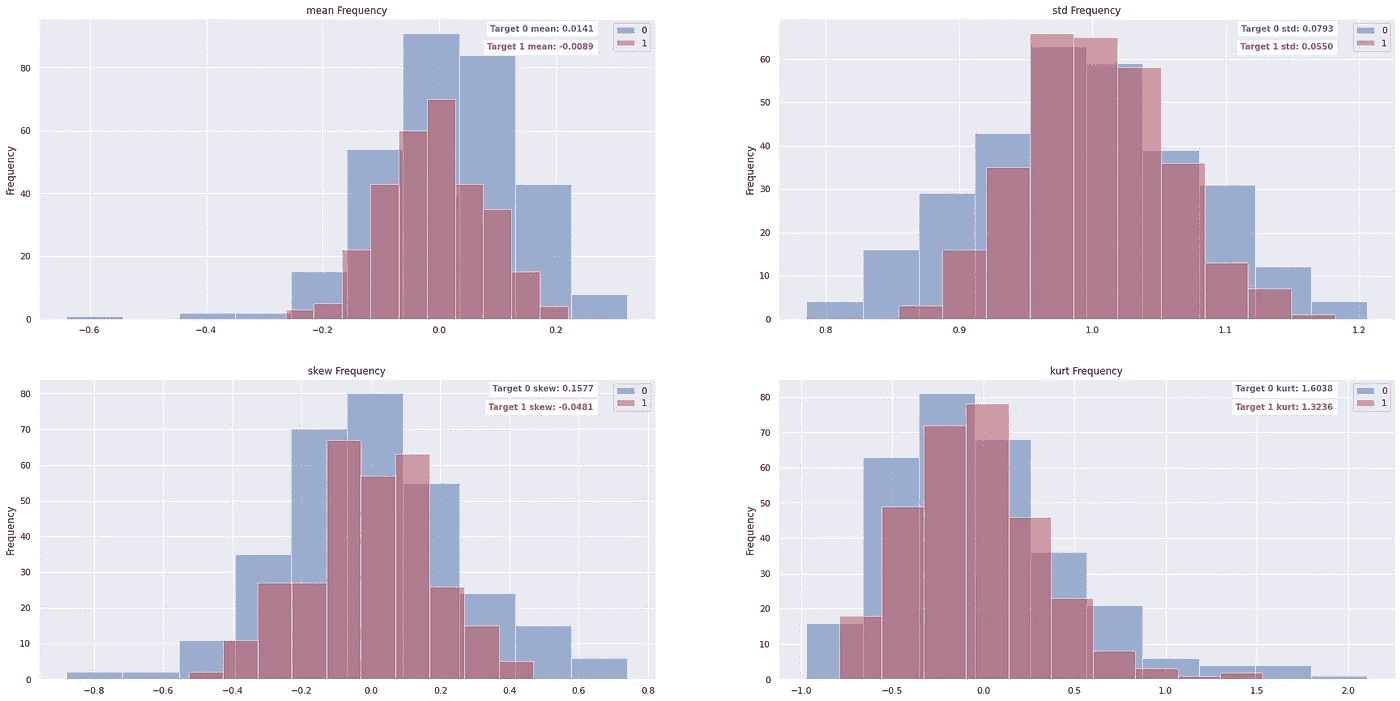 mean Frequency
Target 0 mean: 0.0141
Target 1 mean: -0.0089
0
1
Frequency
80
60
40
20
0
−0.6 −0.4 −0.2 0.0 0.2
std Frequency
Target 0 std: 0.0793
Target 1 std: 0.0550
0
1
Frequency
60
50
40
30
20
10
0
0.8 0.9 1.0 1.1 1.2
skew Frequency
Target 0 skew: 0.1577
Target 1 skew: -0.0481
0
1
Frequency
80
70
60
50
40
30
20
10
0
−0.8 −0.6 −0.4 −0.2 0.0 0.2 0.4 0.6 0.8
kurt Frequency
Target 0 kurt: 1.6038
Target 1 kurt: 1.3236
0
1
Frequency
80
70
60
50
40
30
20
10
0
−1.0 −0.5 0.0 0.5 1.0 1.5 2.0